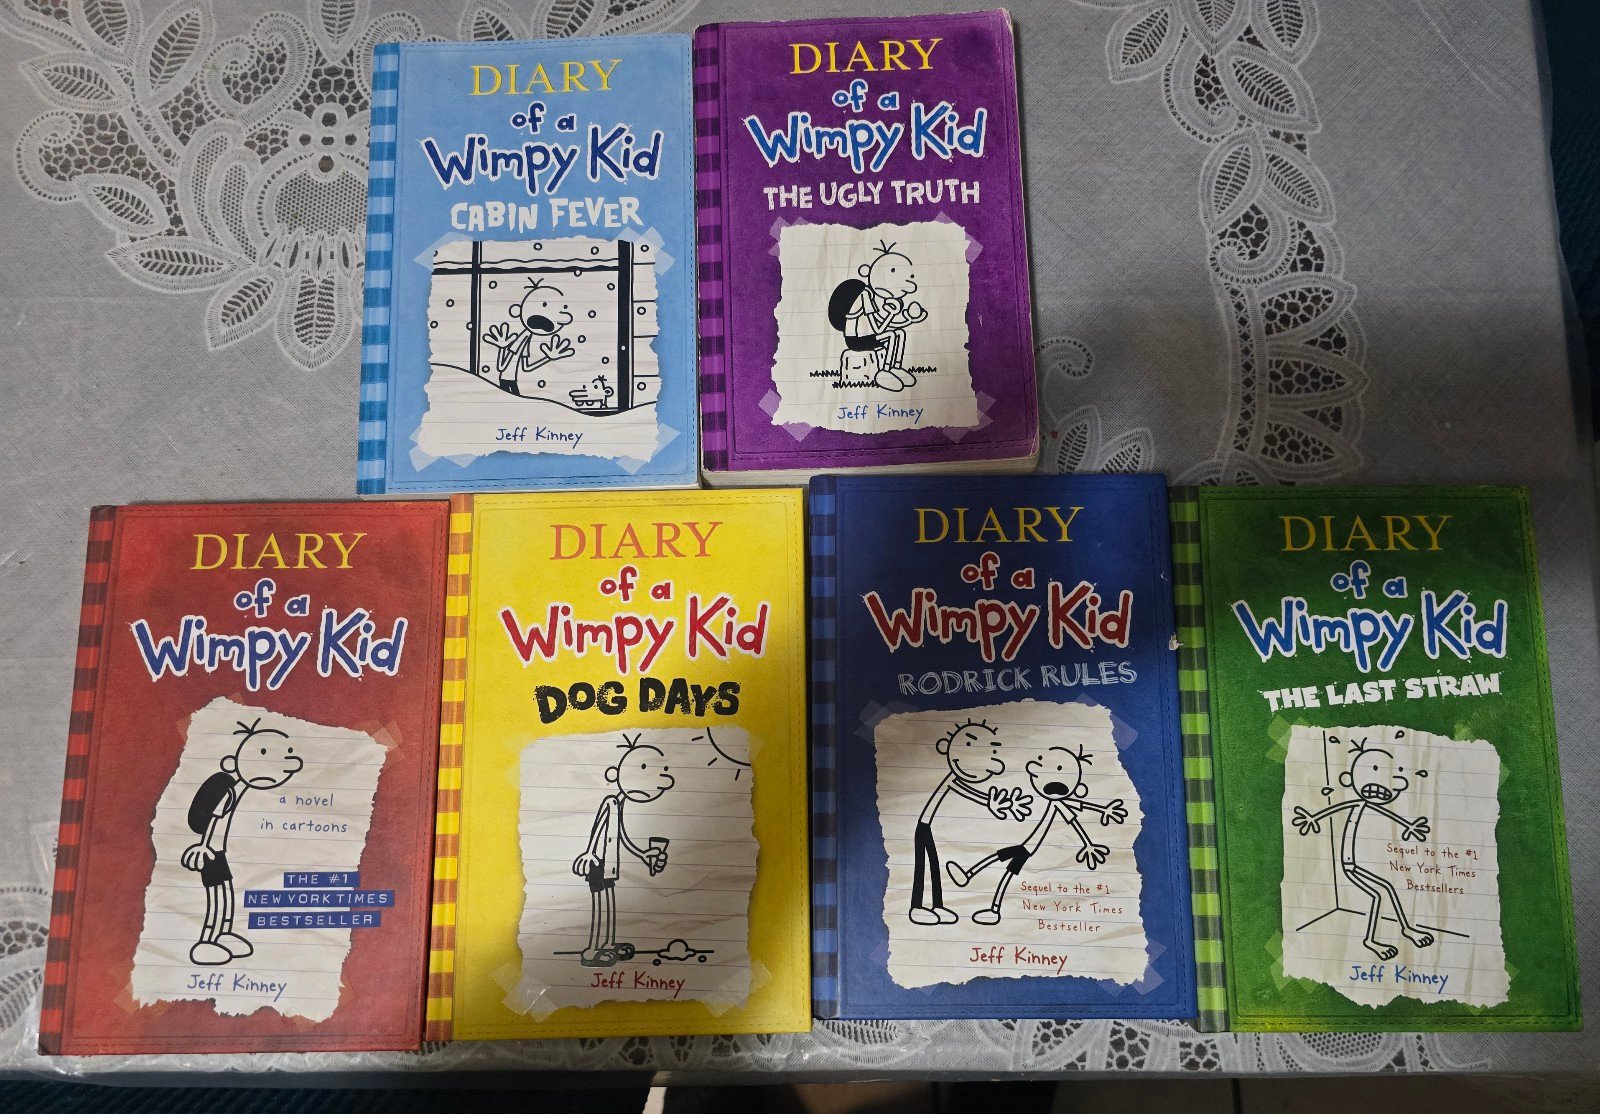 DIARY
of a
Wimpy Kid
CABIN FEVER
Jeff Kinney
DIARY
of a
Wimpy Kid
THE UGLY TRUTH
Jeff Kinney
DIARY
of a
Wimpy Kid
a novel
in cartoons
THE #1
NEW YORK TIMES
BESTSELLER
Jeff Kinney
DIARY
of a
Wimpy Kid
DOG DAYS
Jeff Kinney
DIARY
of a
Wimpy Kid
RODRICK RULES
Sequel to the #1
New York Times
Bestseller
Jeff Kinney
DIARY
of a
Wimpy Kid
THE LAST STRAW
Sequel to the #1
New York Times
Bestsellers
Jeff Kinney